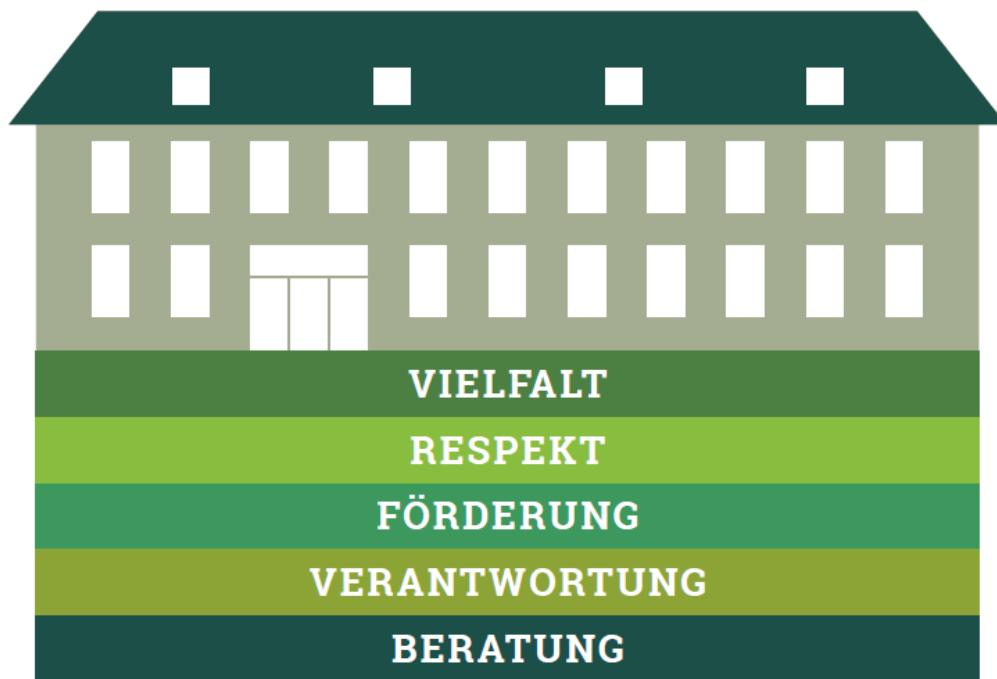 VIELFALT
RESPEKT
FÖRDERUNG
VERANTWORTUNG
BERATUNG